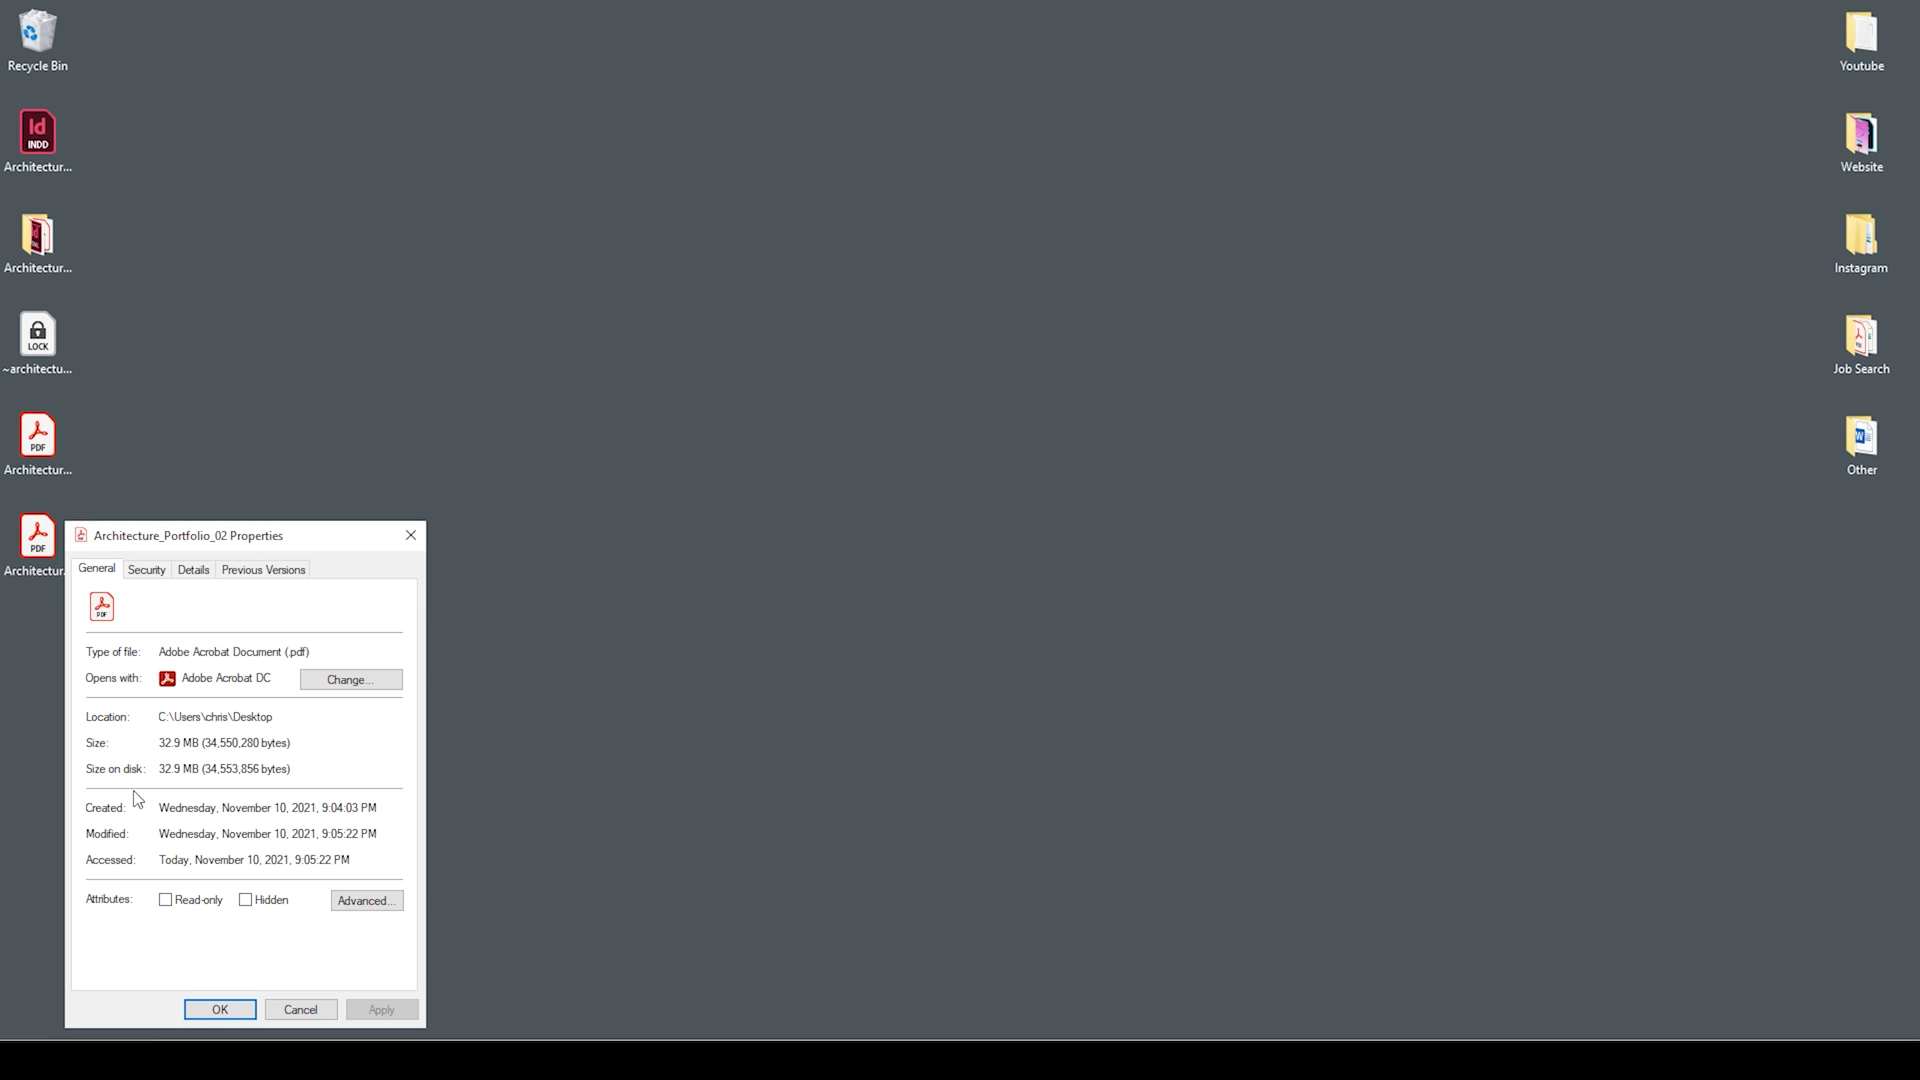 Recycle Bin
Id
INDD
Architectur...
Architectur...
LOCK
~architectu...
PDF
Architectur...
PDF
Architectur
Youtube
Website
Instagram
Job Search
Other
Architecture_Portfolio_02 Properties
General Security Details Previous Versions
PDF
Type of file: Adobe Acrobat Document (.pdf)
Opens with: Adobe Acrobat DC Change...
Location: C:\Users\chris\Desktop
Size: 32.9 MB (34,550,280 bytes)
Size on disk: 32.9 MB (34,553,856 bytes)
Created: Wednesday, November 10, 2021, 9:04:03 PM
Modified: Wednesday, November 10, 2021, 9:05:22 PM
Accessed: Today, November 10, 2021, 9:05:22 PM
Attributes: Read-only Hidden Advanced...
OK Cancel Apply